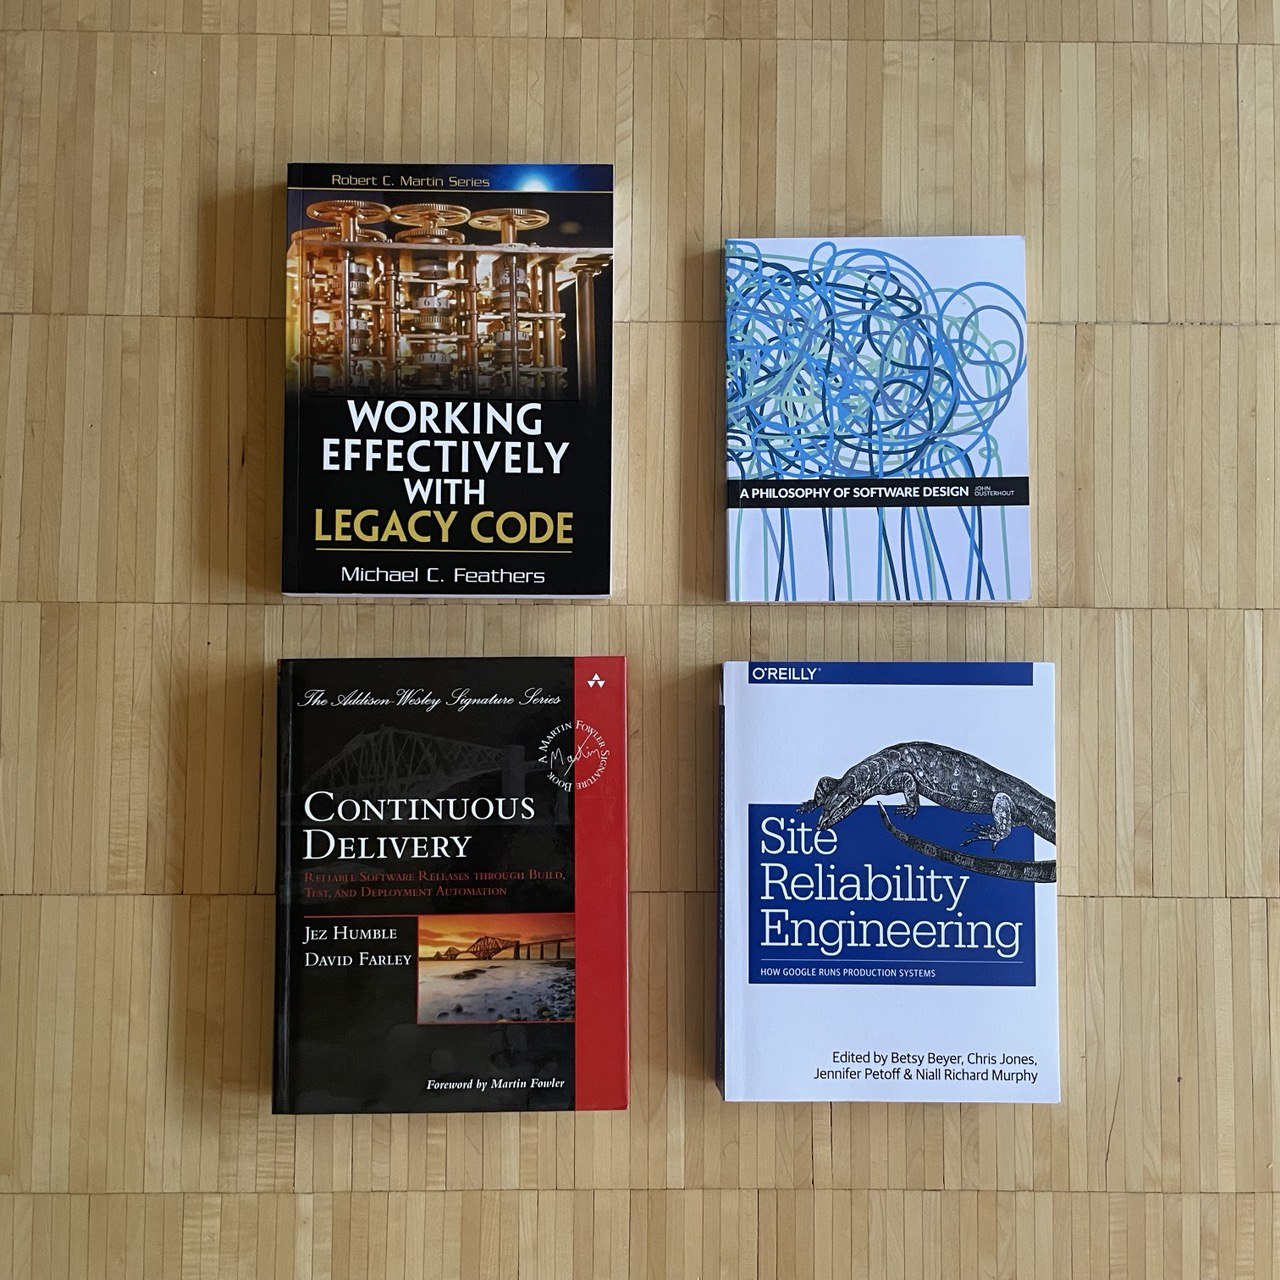 Robert C. Martin Series
WORKING
EFFECTIVELY
WITH
LEGACY CODE
Michael C. Feathers
A PHILOSOPHY OF SOFTWARE DESIGN
JOHN
OUSTERHOUT
The Addison-Wesley Signature Series
A MARTIN FOWLER SIGNATURE BOOK
Martin
CONTINUOUS
DELIVERY
RELIABLE SOFTWARE RELEASES THROUGH BUILD,
TEST, AND DEPLOYMENT AUTOMATION
JEZ HUMBLE
DAVID FARLEY
Foreword by Martin Fowler
O'REILLY®
Site
Reliability
Engineering
HOW GOOGLE RUNS PRODUCTION SYSTEMS
Edited by Betsy Beyer, Chris Jones,
Jennifer Petoff & Niall Richard Murphy